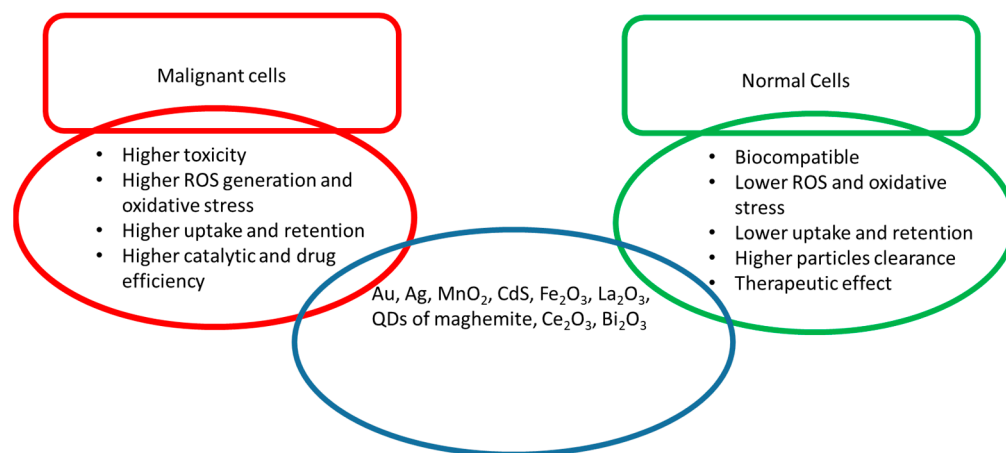 Malignant cells
• Higher toxicity
• Higher ROS generation and
oxidative stress
• Higher uptake and retention
• Higher catalytic and drug
efficiency
Normal Cells
• Biocompatible
• Lower ROS and oxidative
stress
• Lower uptake and retention
• Higher particles clearance
• Therapeutic effect
Au, Ag, MnO₂, CdS, Fe₂O₃, La₂O₃,
QDs of maghemite, Ce₂O₃, Bi₂O₃